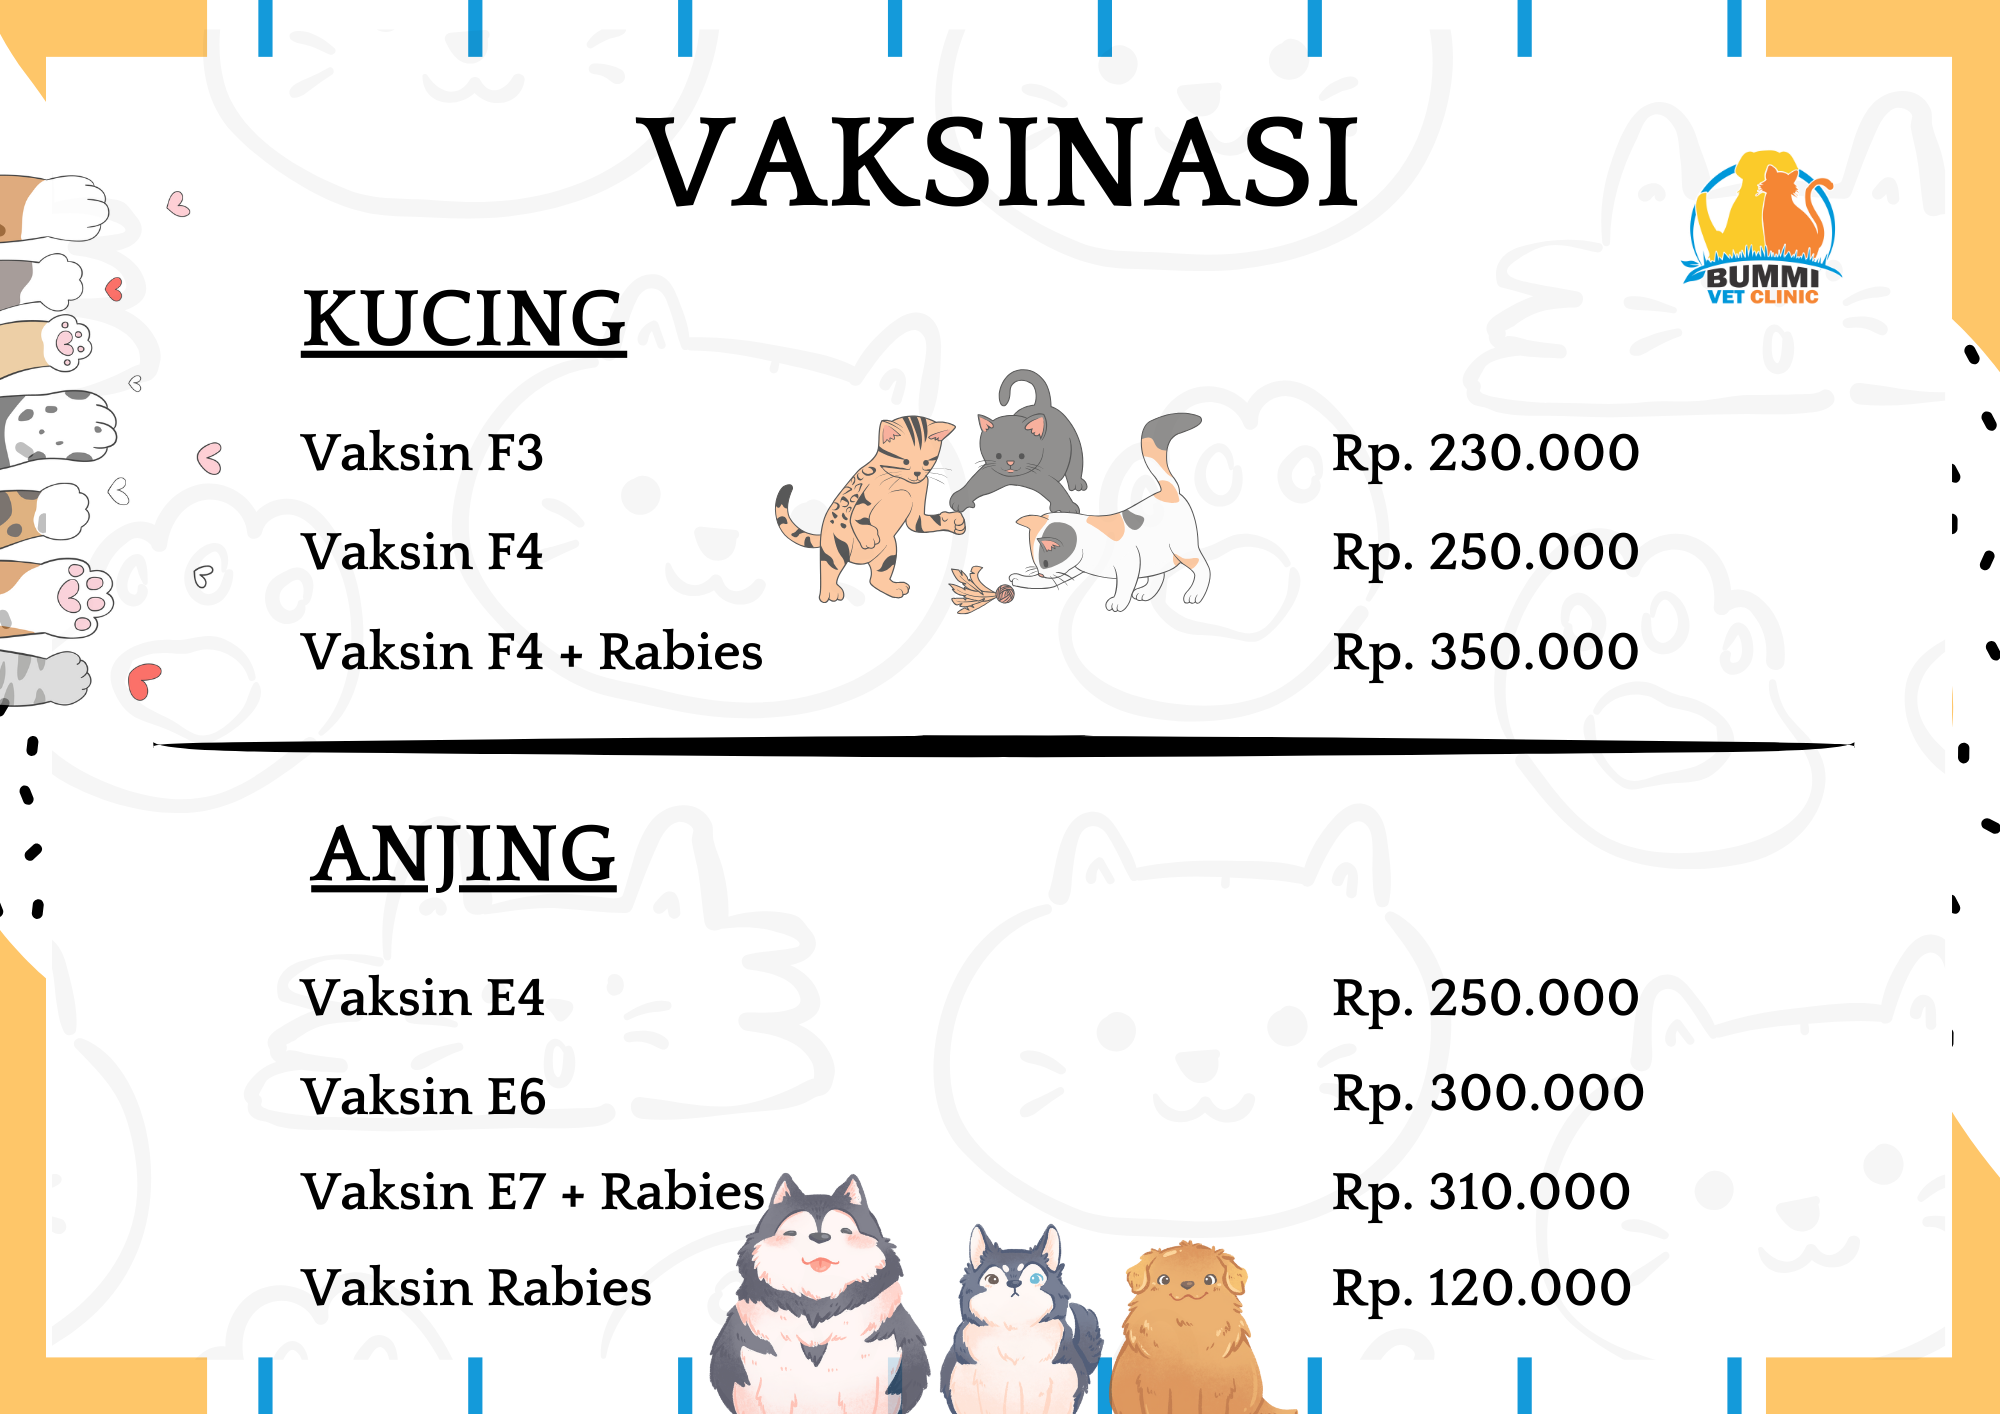 VAKSINASI
BUMMI
VET CLINIC
KUCING
Vaksin F3 Rp. 230.000
Vaksin F4 Rp. 250.000
Vaksin F4 + Rabies Rp. 350.000
ANJING
Vaksin E4 Rp. 250.000
Vaksin E6 Rp. 300.000
Vaksin E7 + Rabies Rp. 310.000
Vaksin Rabies Rp. 120.000